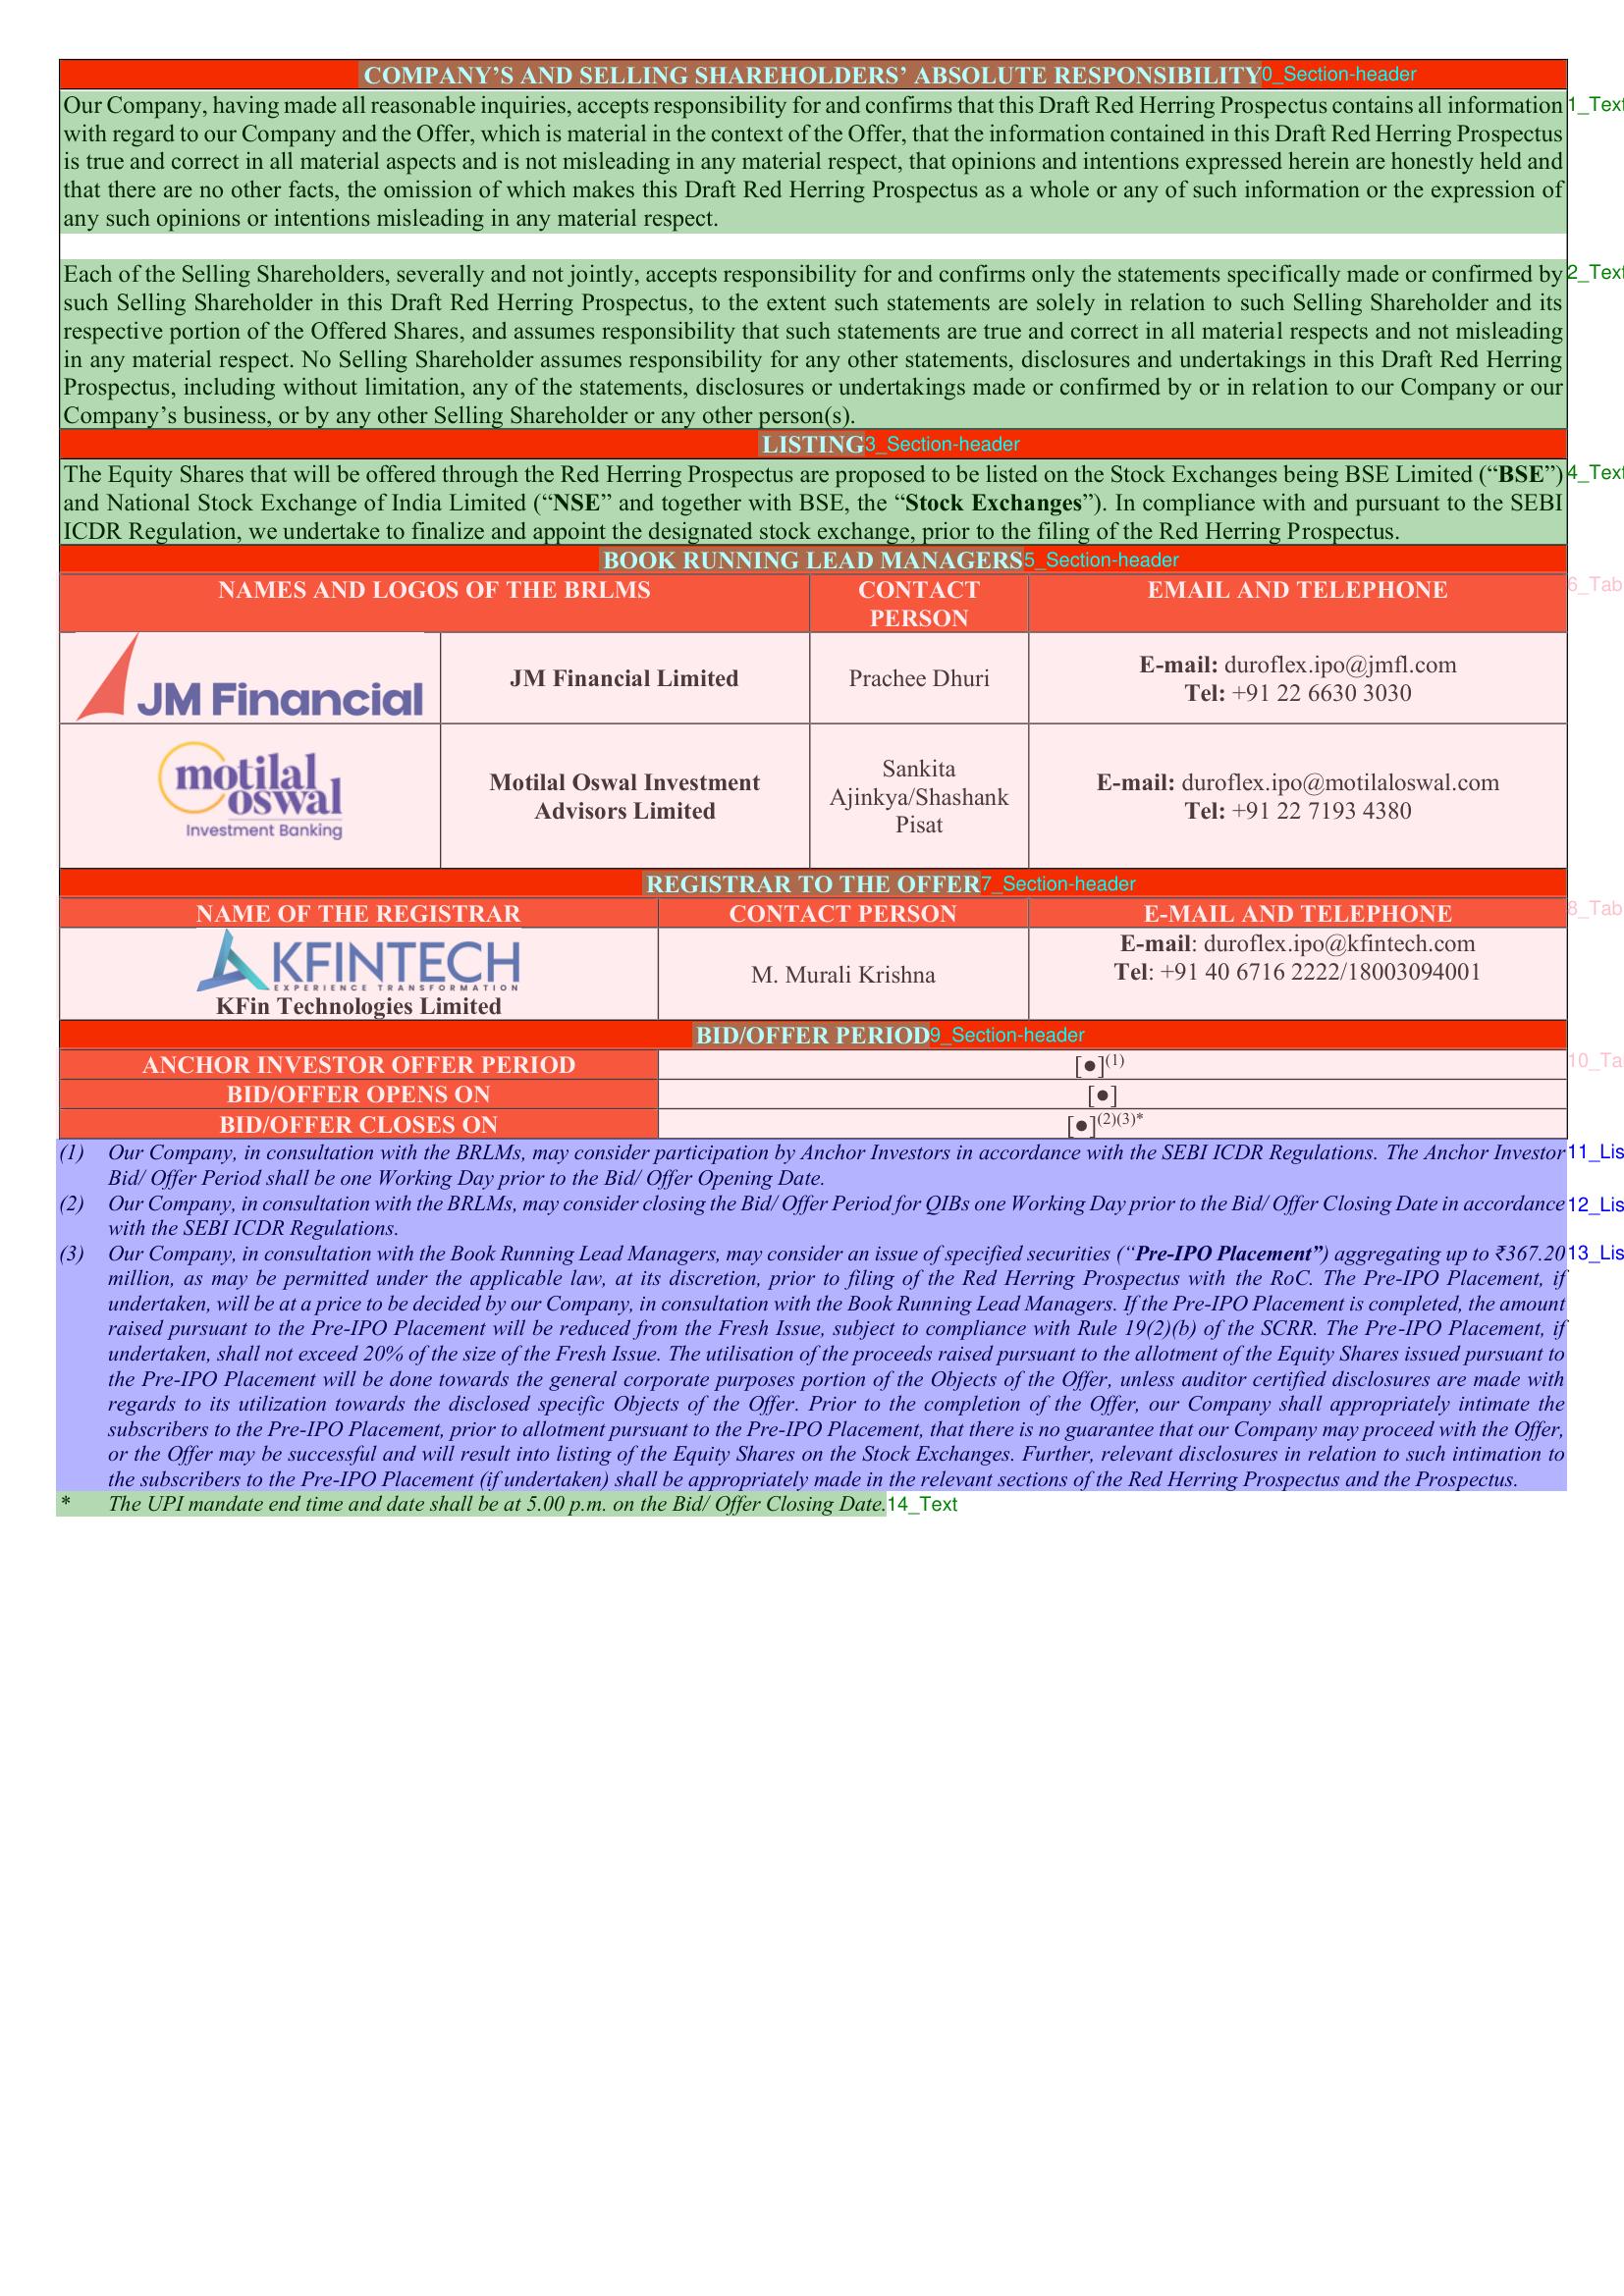 COMPANY’S AND SELLING SHAREHOLDERS’ ABSOLUTE RESPONSIBILITY 0_Section-header
Our Company, having made all reasonable inquiries, accepts responsibility for and confirms that this Draft Red Herring Prospectus contains all information 1_Text
with regard to our Company and the Offer, which is material in the context of the Offer, that the information contained in this Draft Red Herring Prospectus
is true and correct in all material aspects and is not misleading in any material respect, that opinions and intentions expressed herein are honestly held and
that there are no other facts, the omission of which makes this Draft Red Herring Prospectus as a whole or any of such information or the expression of
any such opinions or intentions misleading in any material respect.
Each of the Selling Shareholders, severally and not jointly, accepts responsibility for and confirms only the statements specifically made or confirmed by 2_Text
such Selling Shareholder in this Draft Red Herring Prospectus, to the extent such statements are solely in relation to such Selling Shareholder and its
respective portion of the Offered Shares, and assumes responsibility that such statements are true and correct in all material respects and not misleading
in any material respect. No Selling Shareholder assumes responsibility for any other statements, disclosures and undertakings in this Draft Red Herring
Prospectus, including without limitation, any of the statements, disclosures or undertakings made or confirmed by or in relation to our Company or our
Company’s business, or by any other Selling Shareholder or any other person(s).
LISTING 3_Section-header
The Equity Shares that will be offered through the Red Herring Prospectus are proposed to be listed on the Stock Exchanges being BSE Limited (“BSE”) 4_Text
and National Stock Exchange of India Limited (“NSE” and together with BSE, the “Stock Exchanges”). In compliance with and pursuant to the SEBI
ICDR Regulation, we undertake to finalize and appoint the designated stock exchange, prior to the filing of the Red Herring Prospectus.
BOOK RUNNING LEAD MANAGERS 5_Section-header
NAMES AND LOGOS OF THE BRLMS CONTACT PERSON EMAIL AND TELEPHONE 6_Tab
JM Financial JM Financial Limited Prachee Dhuri E-mail: duroflex.ipo@jmfl.com
Tel: +91 22 6630 3030
motilal oswal Investment Banking Motilal Oswal Investment Advisors Limited Sankita Ajinkya/Shashank Pisat E-mail: duroflex.ipo@motilaloswal.com
Tel: +91 22 7193 4380
REGISTRAR TO THE OFFER 7_Section-header
NAME OF THE REGISTRAR CONTACT PERSON E-MAIL AND TELEPHONE 8_Tab
KFINTECH
EXPERIENCE TRANSFORMATION
KFin Technologies Limited
M. Murali Krishna
E-mail: duroflex.ipo@kfintech.com
Tel: +91 40 6716 2222/18003094001
BID/OFFER PERIOD 9_Section-header
ANCHOR INVESTOR OFFER PERIOD [●](1) 10_Ta
BID/OFFER OPENS ON [●]
BID/OFFER CLOSES ON [●](2)(3)*
(1) Our Company, in consultation with the BRLMs, may consider participation by Anchor Investors in accordance with the SEBI ICDR Regulations. The Anchor Investor 11_Lis
Bid/ Offer Period shall be one Working Day prior to the Bid/ Offer Opening Date.
(2) Our Company, in consultation with the BRLMs, may consider closing the Bid/ Offer Period for QIBs one Working Day prior to the Bid/ Offer Closing Date in accordance 12_Lis
with the SEBI ICDR Regulations.
(3) Our Company, in consultation with the Book Running Lead Managers, may consider an issue of specified securities (“Pre-IPO Placement”) aggregating up to ₹367.20 13_Lis
million, as may be permitted under the applicable law, at its discretion, prior to filing of the Red Herring Prospectus with the RoC. The Pre-IPO Placement, if
undertaken, will be at a price to be decided by our Company, in consultation with the Book Running Lead Managers. If the Pre-IPO Placement is completed, the amount
raised pursuant to the Pre-IPO Placement will be reduced from the Fresh Issue, subject to compliance with Rule 19(2)(b) of the SCRR. The Pre-IPO Placement, if
undertaken, shall not exceed 20% of the size of the Fresh Issue. The utilisation of the proceeds raised pursuant to the allotment of the Equity Shares issued pursuant to
the Pre-IPO Placement will be done towards the general corporate purposes portion of the Objects of the Offer, unless auditor certified disclosures are made with
regards to its utilization towards the disclosed specific Objects of the Offer. Prior to the completion of the Offer, our Company shall appropriately intimate the
subscribers to the Pre-IPO Placement, prior to allotment pursuant to the Pre-IPO Placement, that there is no guarantee that our Company may proceed with the Offer,
or the Offer may be successful and will result into listing of the Equity Shares on the Stock Exchanges. Further, relevant disclosures in relation to such intimation to
the subscribers to the Pre-IPO Placement (if undertaken) shall be appropriately made in the relevant sections of the Red Herring Prospectus and the Prospectus.
* The UPI mandate end time and date shall be at 5.00 p.m. on the Bid/ Offer Closing Date. 14_Text